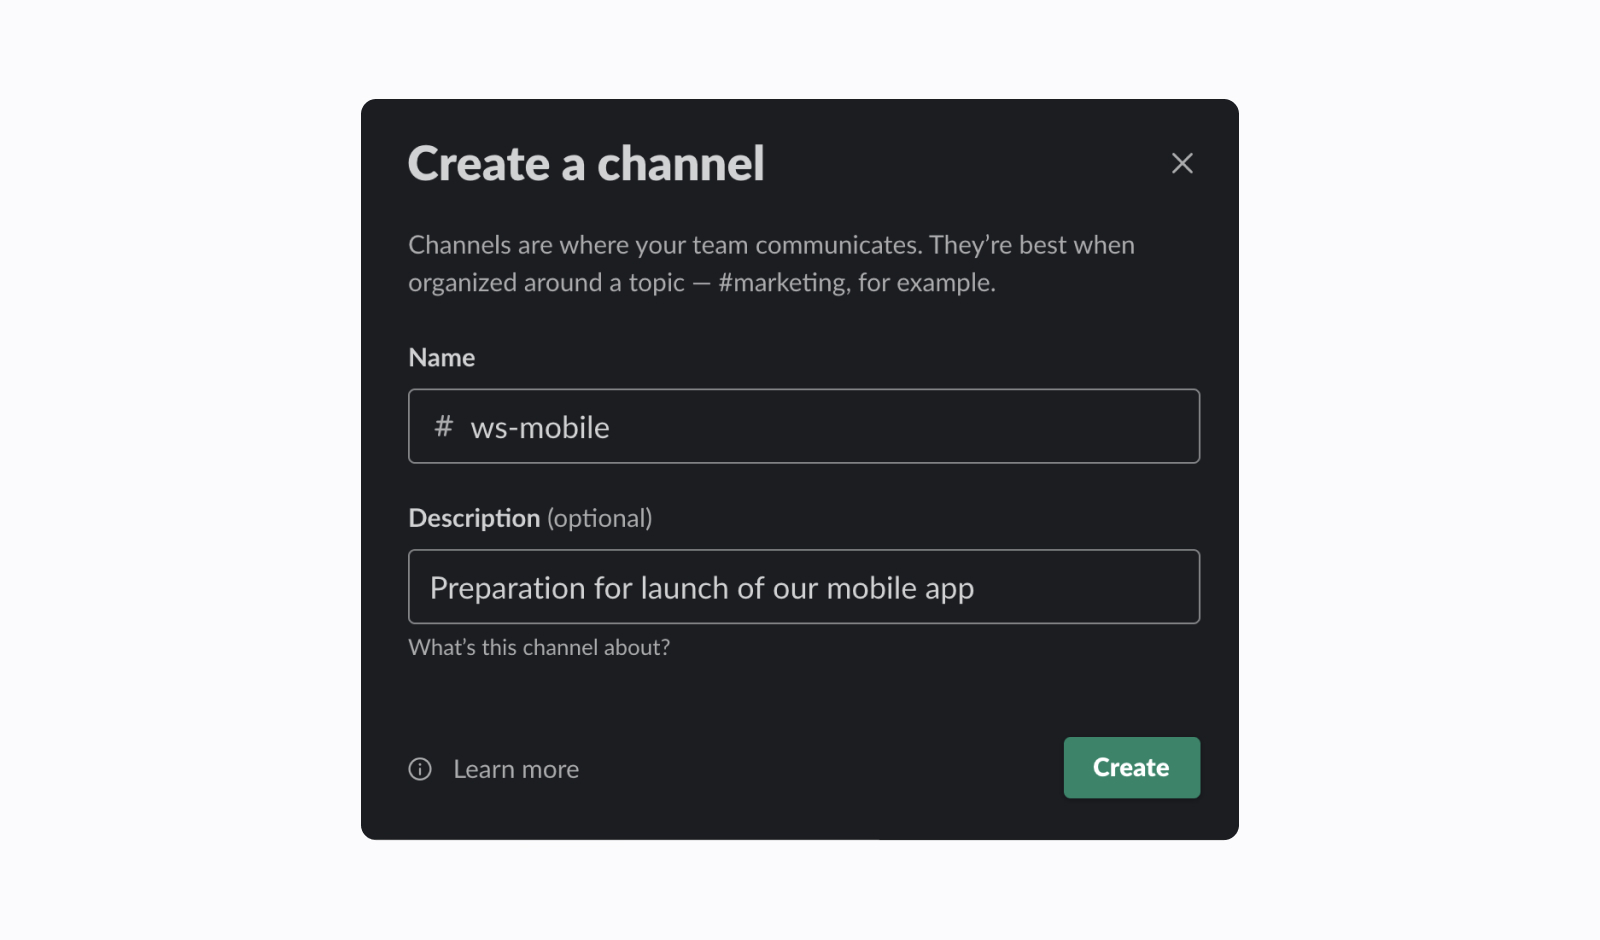 Create a channel
Channels are where your team communicates. They’re best when
organized around a topic — #marketing, for example.
Name
# ws-mobile
Description (optional)
Preparation for launch of our mobile app
What’s this channel about?
Learn more
Create